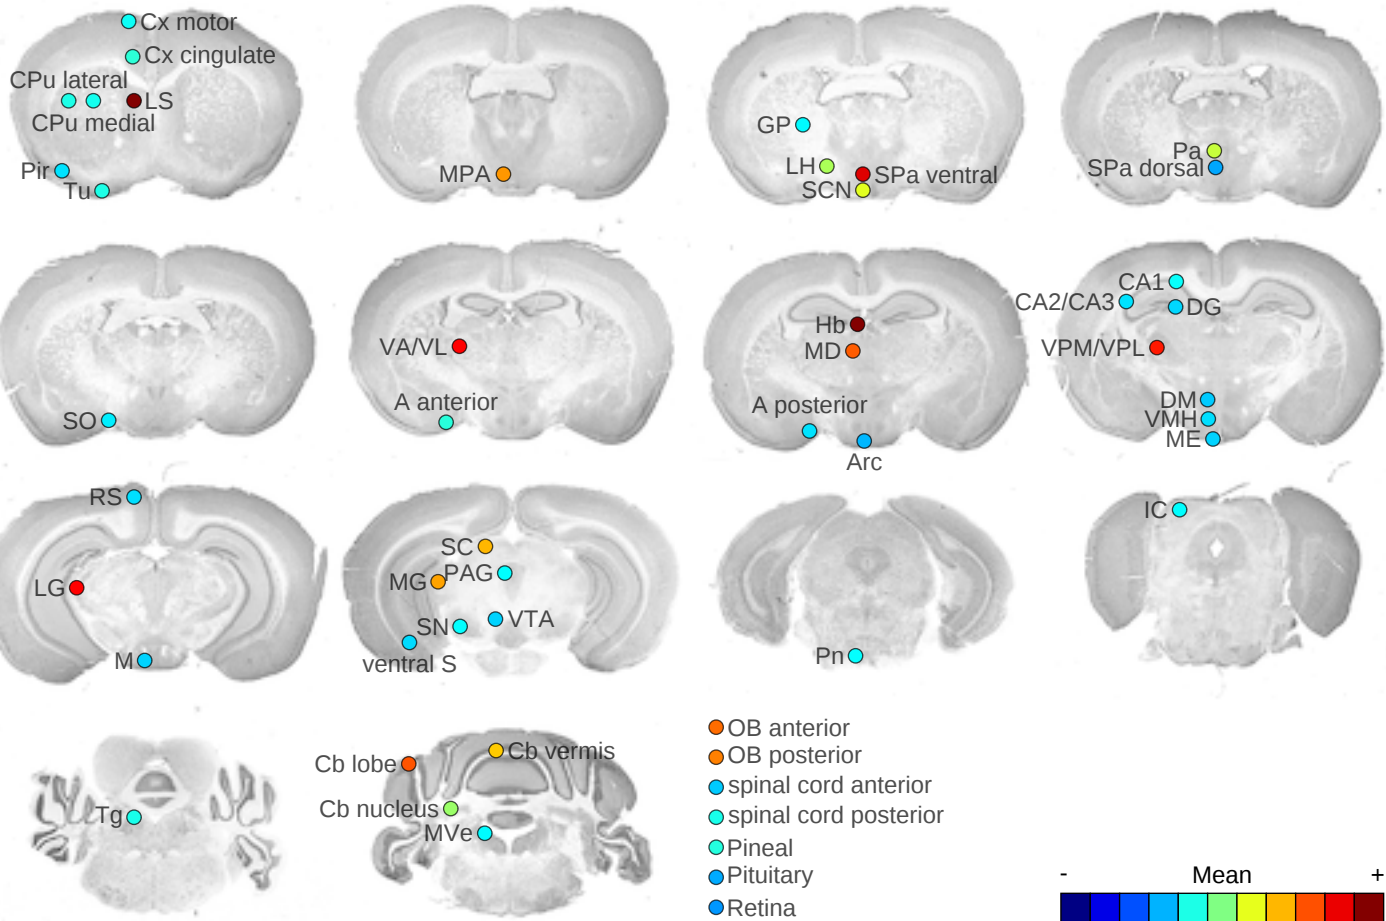 Cx motor
Cx cingulate
CPu lateral
LS
CPu medial
Pir
Tu
MPA
GP
LH
SPa ventral
SCN
Pa
SPa dorsal
SO
VA/VL
A anterior
Hb
MD
A posterior
Arc
CA1
CA2/CA3
DG
VPM/VPL
DM
VMH
ME
RS
LG
M
SC
MG
PAG
SN
VTA
ventral S
Pn
IC
Tg
Cb lobe
Cb vermis
Cb nucleus
MVe
OB anterior
OB posterior
spinal cord anterior
spinal cord posterior
Pineal
Pituitary
Retina
- Mean +